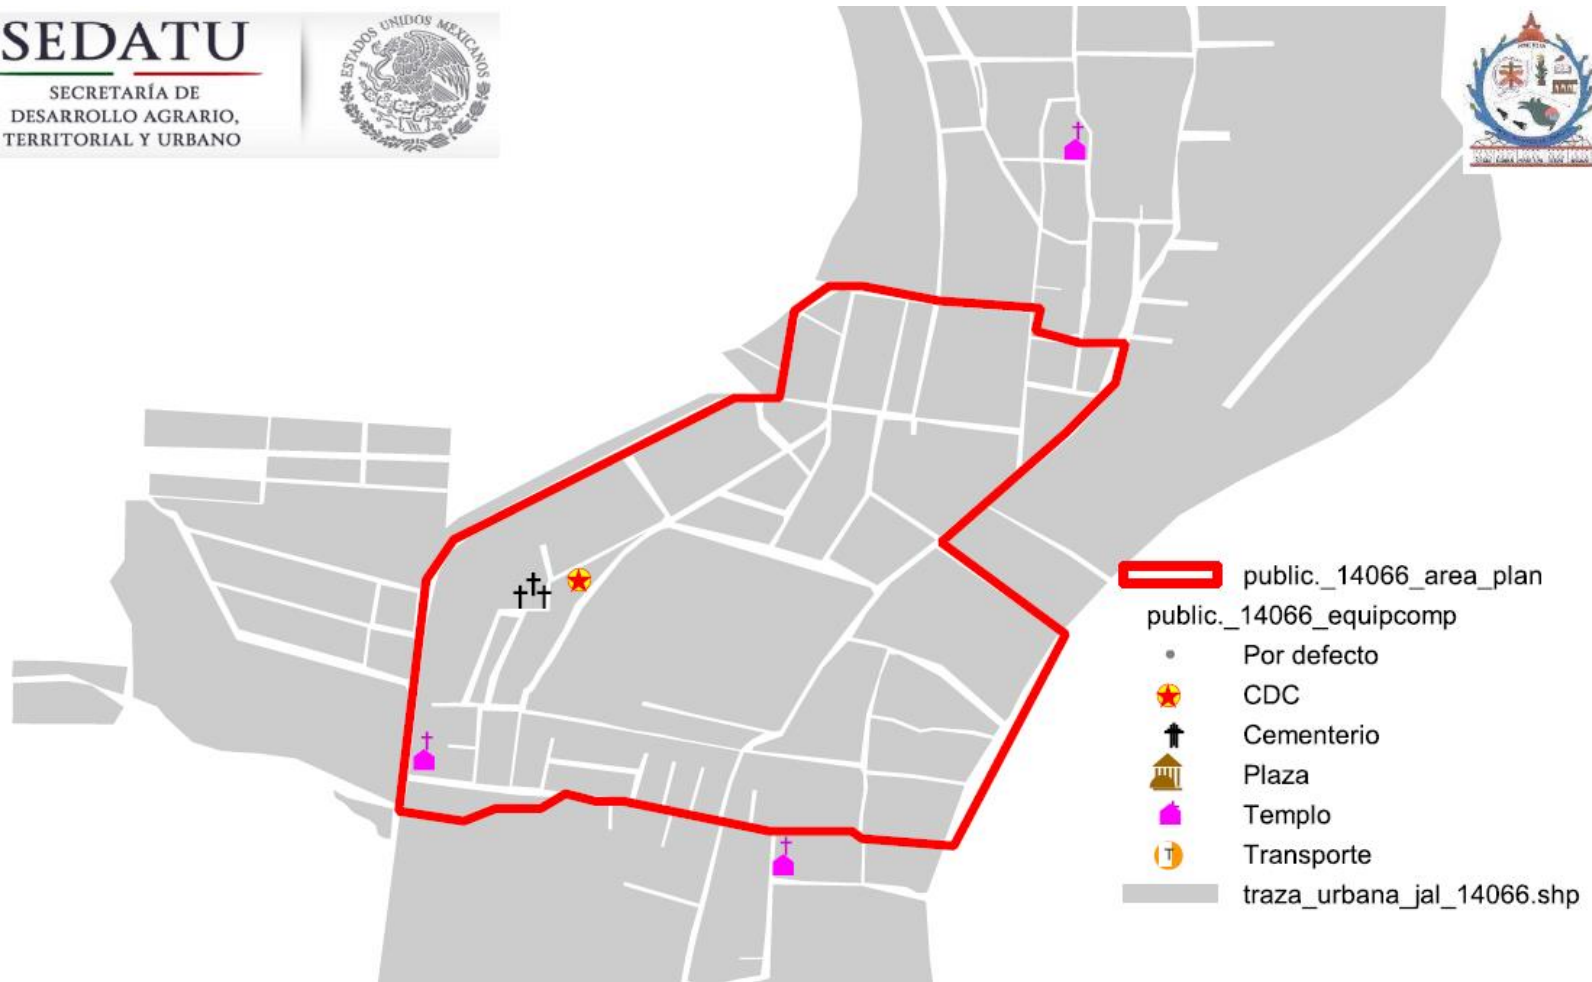 SEDATU
SECRETARÍA DE
DESARROLLO AGRARIO,
TERRITORIAL Y URBANO
ESTADOS UNIDOS MEXICANOS
public._14066_area_plan
public._14066_equipcomp
Por defecto
CDC
Cementerio
Plaza
Templo
T
Transporte
traza_urbana_jal_14066.shp